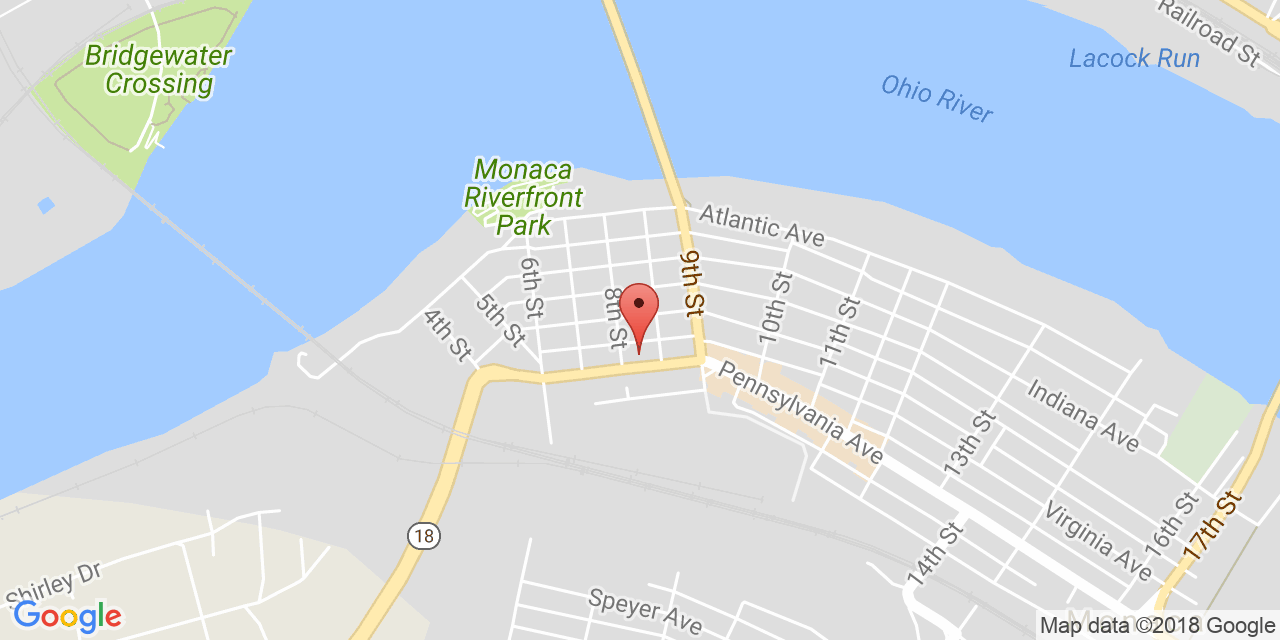 Railroad St
Bridgewater
Crossing
Lacock Run
Ohio River
Monaca
Riverfront
Park
Atlantic Ave
6th St
9th St
5th St
8th St
10th St
4th St
11th St
Pennsylvania Ave
Indiana Ave
13th St
18
16th St
17th St
Virginia Ave
14th St
Shirley Dr
Speyer Ave
Google
Map data ©2018 Google